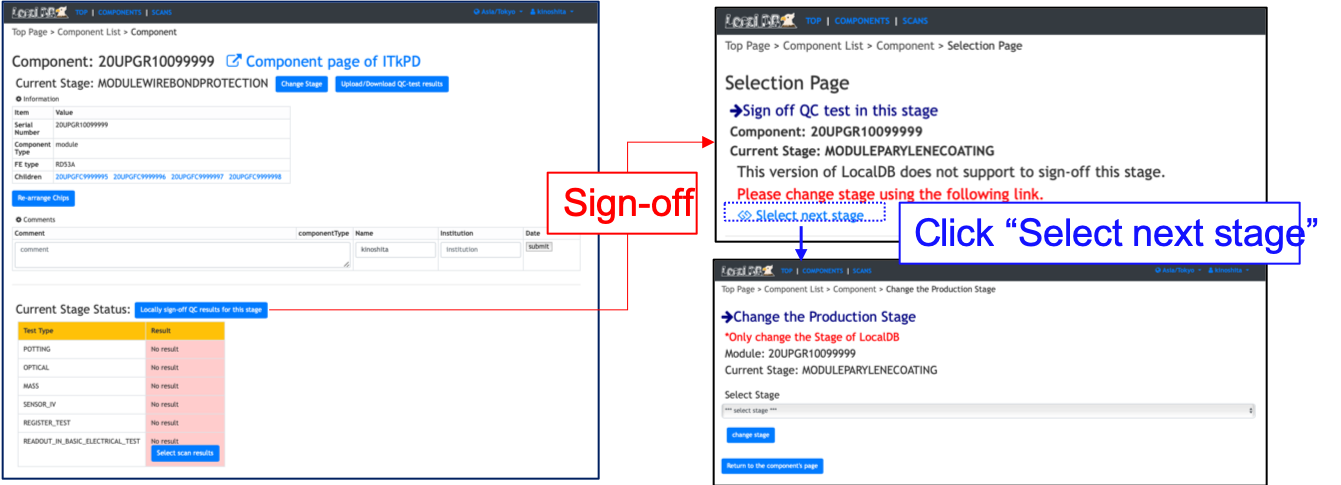 Local DB TOP | COMPONENTS | SCANS Asia/Tokyo kinoshita
Top Page > Component List > Component
Component: 20UPGR10099999 Component page of ITkPD
Current Stage: MODULEWIREBONDPROTECTION Change Stage Upload/Download QC-test results
Information
Item Value
Serial Number 20UPGR10099999
Component Type module
FE type RD53A
Children 20UPGFC9999995 20UPGFC9999996 20UPGFC9999997 20UPGFC9999998
Re-arrange Chips
Comments
Comment componentType Name Institution Date
comment kinoshita Institution submit
Current Stage Status: Locally sign-off QC results for this stage
Test Type Result
POTTING No result
OPTICAL No result
MASS No result
SENSOR_IV No result
REGISTER_TEST No result
READOUT_IN_BASIC_ELECTRICAL_TEST No result
Select scan results
Sign-off
Local DB TOP | COMPONENTS | SCANS
Top Page > Component List > Component > Selection Page
Selection Page
Sign off QC test in this stage
Component: 20UPGR10099999
Current Stage: MODULEPARYLENECOATING
This version of LocalDB does not support to sign-off this stage.
Please change stage using the following link.
Slelect next stage
Click “Select next stage”
Local DB TOP | COMPONENTS | SCANS Asia/Tokyo kinoshita
Top Page > Component List > Component > Change the Production Stage
Change the Production Stage
*Only change the Stage of LocalDB
Module: 20UPGR10099999
Current Stage: MODULEPARYLENECOATING
Select Stage
*** select stage ***
change stage
Return to the component's page